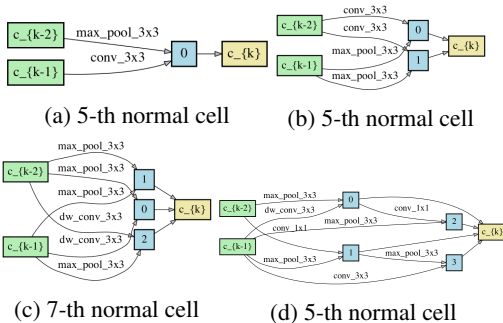 c_{k-2}
max_pool_3x3
c_{k-1}
conv_3x3
0
c_{k}
(a) 5-th normal cell
conv_3x3
c_{k-2}
conv_3x3
0
max_pool_3x3
c_{k}
c_{k-1}
1
max_pool_3x3
(b) 5-th normal cell
max_pool_3x3
c_{k-2}
max_pool_3x3
1
max_pool_3x3
0
c_{k}
dw_conv_3x3
c_{k-1}
dw_conv_3x3
2
max_pool_3x3
(c) 7-th normal cell
max_pool_3x3
0
c_{k-2}
dw_conv_3x3
conv_1x1
2
max_pool_3x3
c_{k}
conv_1x1
c_{k-1}
1
max_pool_3x3
max_pool_3x3
3
conv_3x3
(d) 5-th normal cell